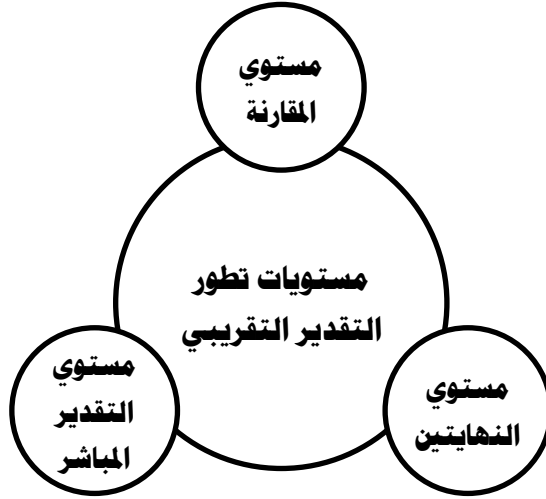 مستوي
المقارنة
مستويات تطور
التقدير التقريبي
مستوي
النهايتين
مستوي
التقدير
المباشر